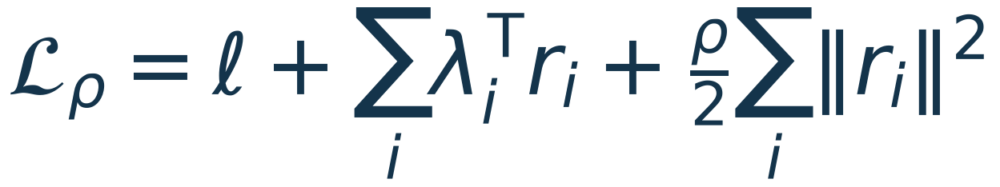 ℒ_ρ = ℓ + ∑_i λ_i^⊤ r_i + ρ/2 ∑_i ‖r_i‖²